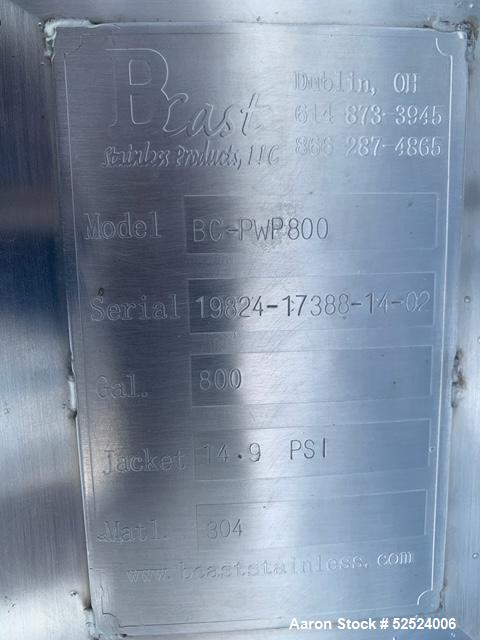 BCast
Stainless Products, LLC
Dublin, OH
614 873-3945
866 287-4865
Model BC-PWP800
Serial 19824-17388-14-02
Gal. 800
Jacket 14.9 PSI
Matl. 304
www.bcaststainless.com
Aaron Stock # 52524006